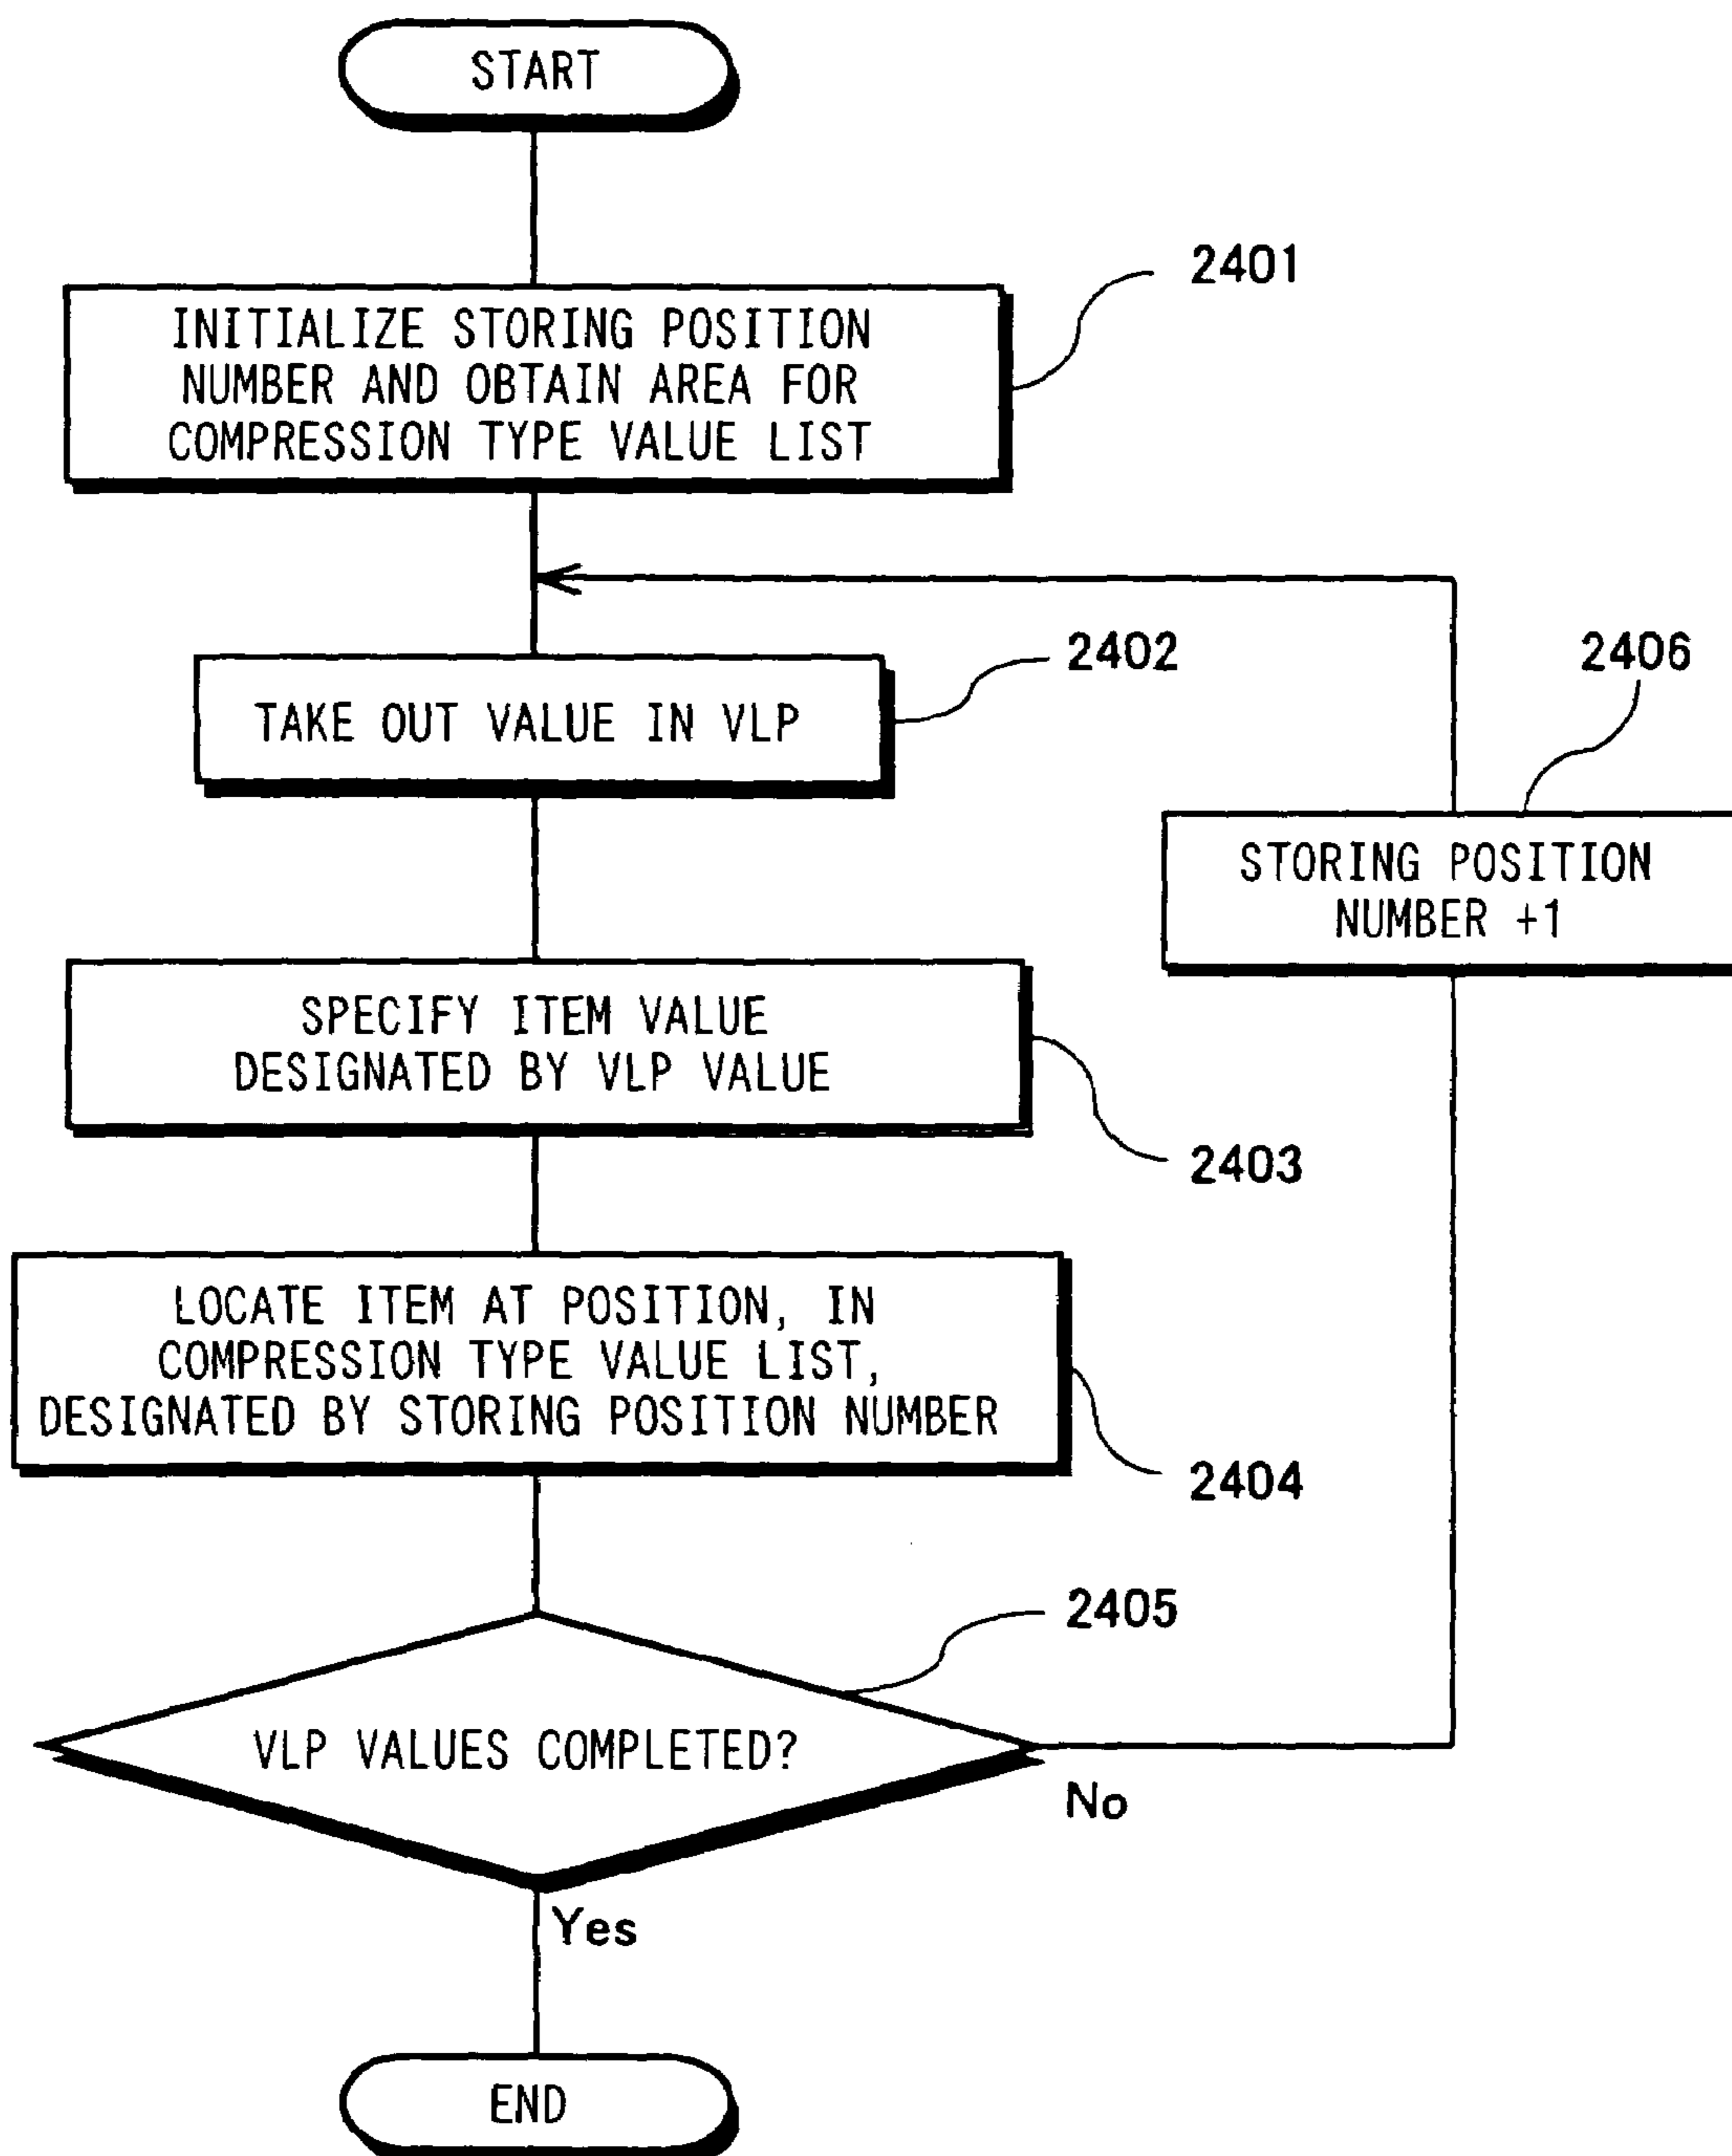 START
2401
INITIALIZE STORING POSITION
NUMBER AND OBTAIN AREA FOR
COMPRESSION TYPE VALUE LIST
2402
TAKE OUT VALUE IN VLP
2406
STORING POSITION
NUMBER +1
SPECIFY ITEM VALUE
DESIGNATED BY VLP VALUE
2403
LOCATE ITEM AT POSITION, IN
COMPRESSION TYPE VALUE LIST,
DESIGNATED BY STORING POSITION NUMBER
2404
2405
VLP VALUES COMPLETED?
No
Yes
END